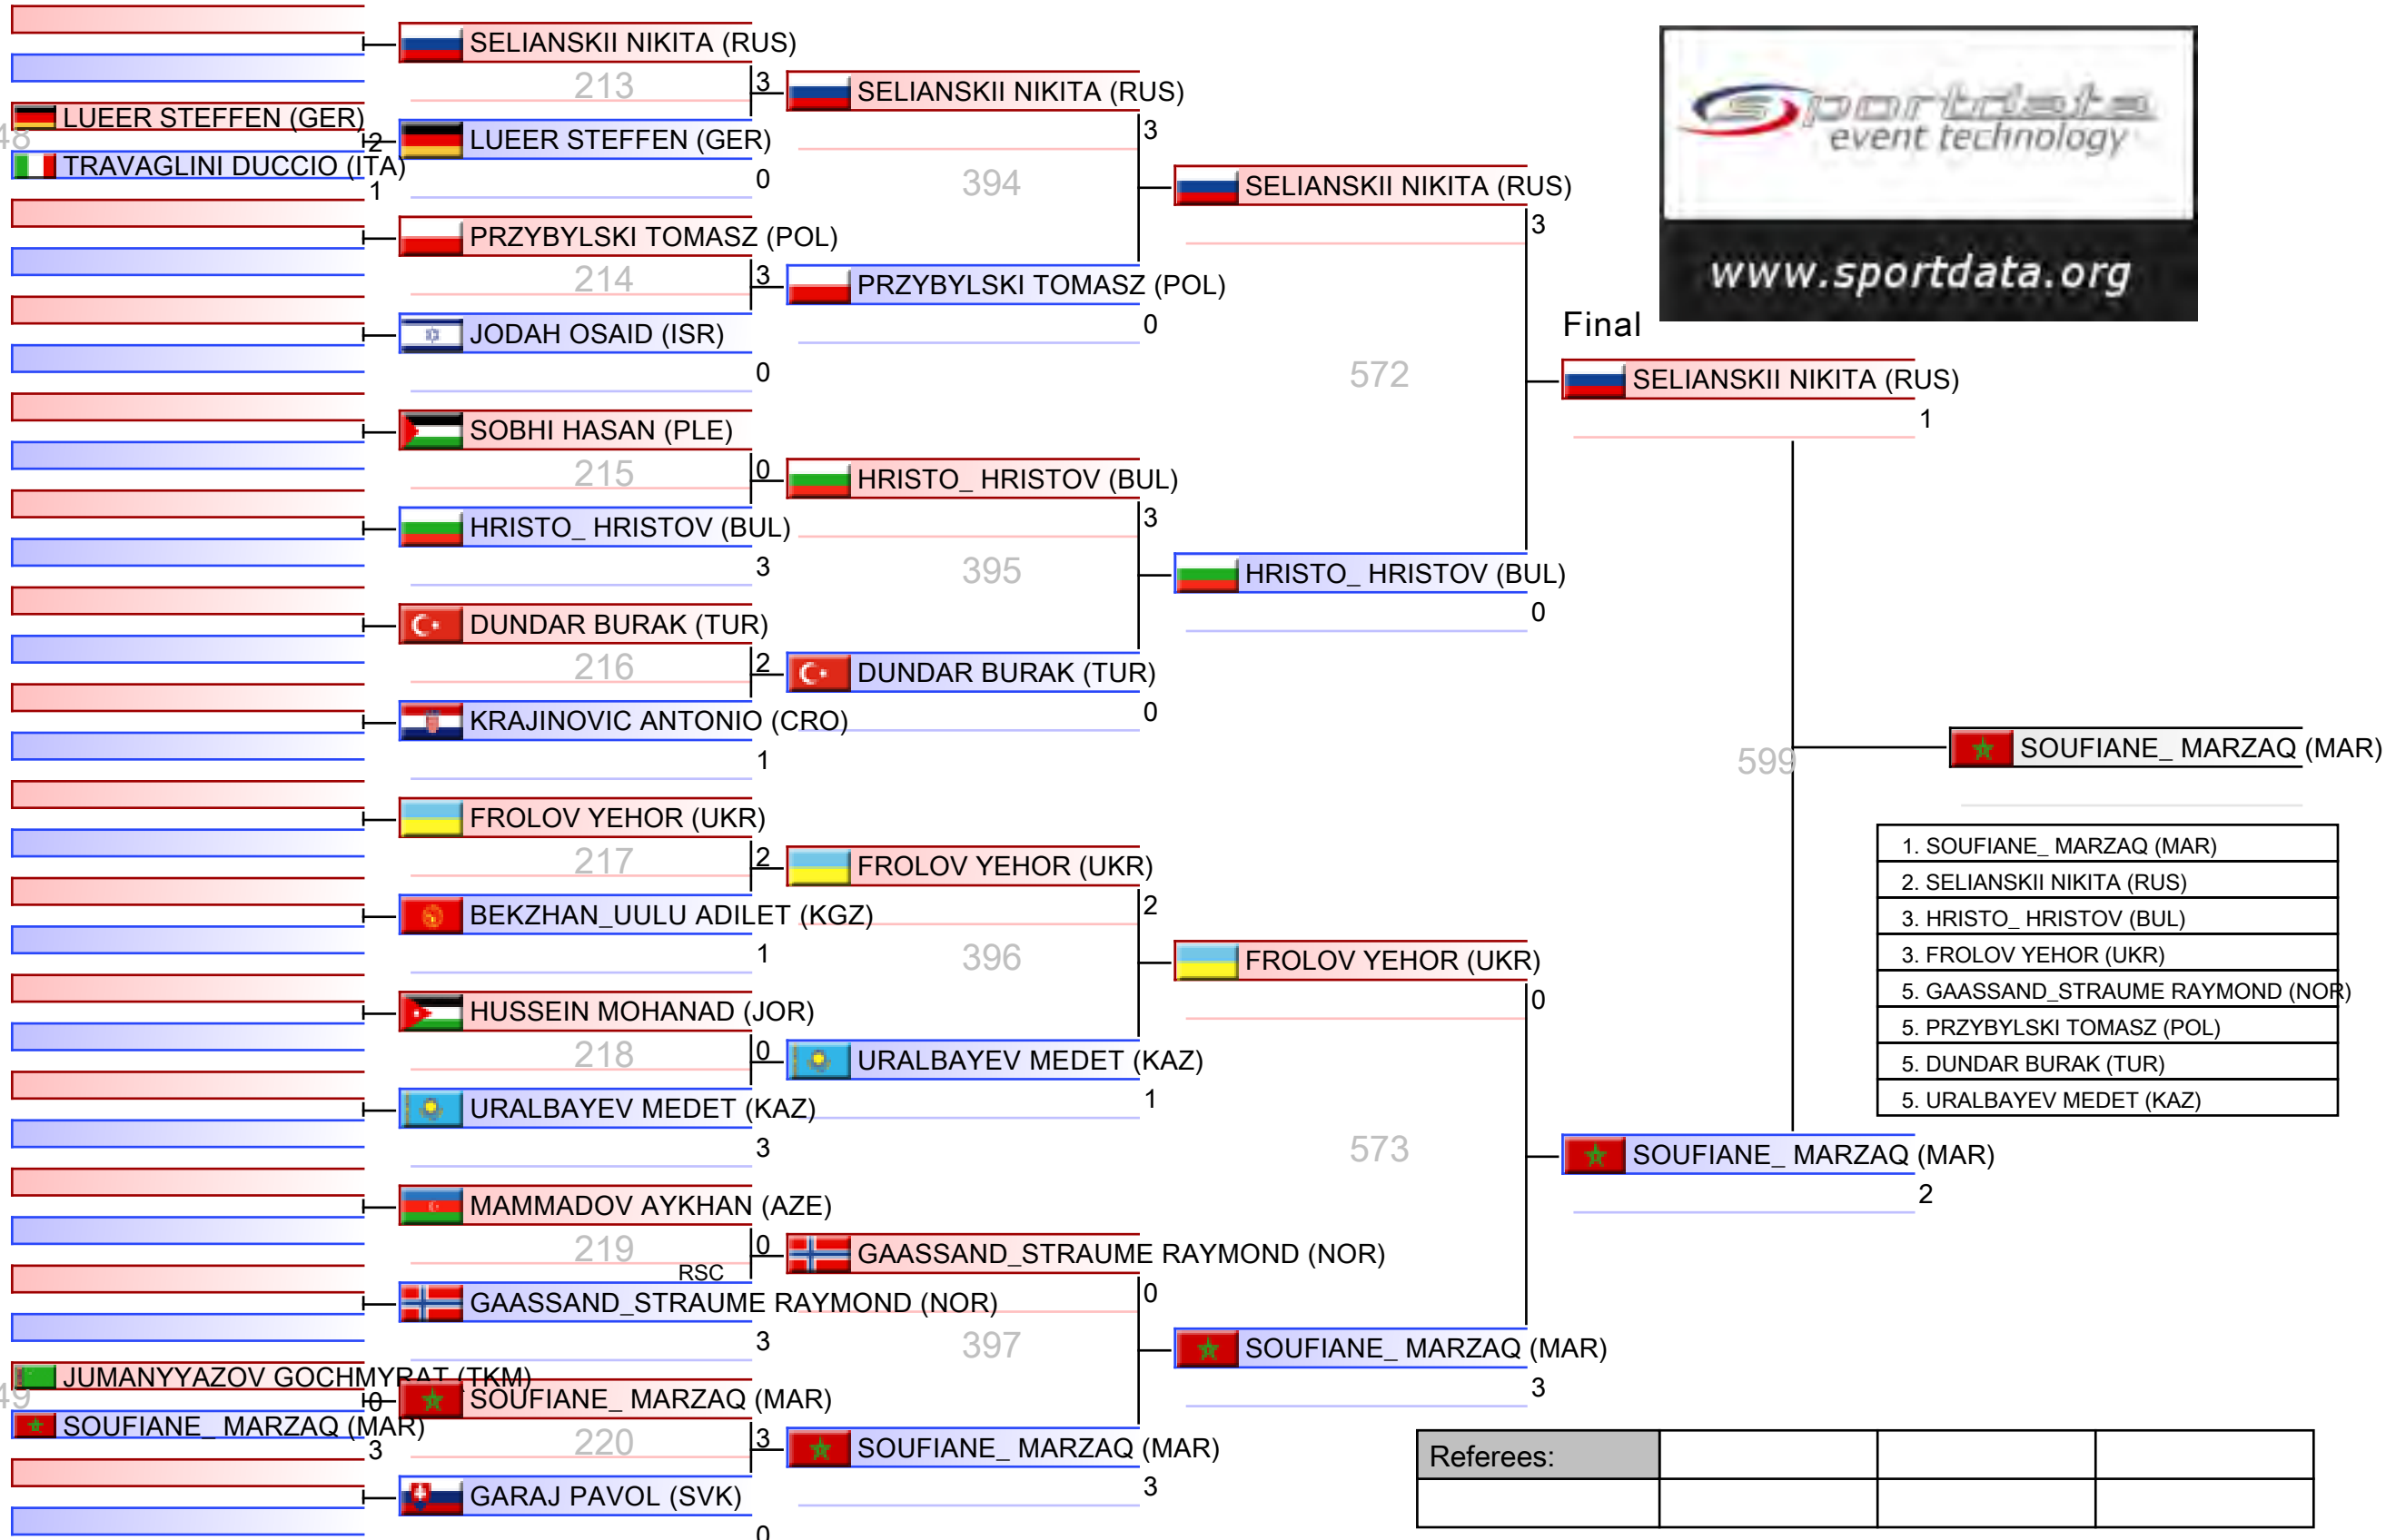 LUEER STEFFEN (GER)
2
TRAVAGLINI DUCCIO (ITA)
1
JUMANYYAZOV GOCHMYRAT (TKM)
0
SOUFIANE_ MARZAQ (MAR)
3
SELIANSKII NIKITA (RUS)
213
3
LUEER STEFFEN (GER)
0
PRZYBYLSKI TOMASZ (POL)
214
3
JODAH OSAID (ISR)
0
SOBHI HASAN (PLE)
215
0
HRISTO_ HRISTOV (BUL)
3
DUNDAR BURAK (TUR)
216
2
KRAJINOVIC ANTONIO (CRO)
1
FROLOV YEHOR (UKR)
217
2
BEKZHAN_UULU ADILET (KGZ)
1
HUSSEIN MOHANAD (JOR)
218
0
URALBAYEV MEDET (KAZ)
3
MAMMADOV AYKHAN (AZE)
219
0
RSC
GAASSAND_STRAUME RAYMOND (NOR)
3
SOUFIANE_ MARZAQ (MAR)
220
3
GARAJ PAVOL (SVK)
0
SELIANSKII NIKITA (RUS)
3
394
PRZYBYLSKI TOMASZ (POL)
0
HRISTO_ HRISTOV (BUL)
3
395
DUNDAR BURAK (TUR)
0
FROLOV YEHOR (UKR)
2
396
URALBAYEV MEDET (KAZ)
1
GAASSAND_STRAUME RAYMOND (NOR)
0
397
SOUFIANE_ MARZAQ (MAR)
3
SELIANSKII NIKITA (RUS)
3
572
HRISTO_ HRISTOV (BUL)
0
FROLOV YEHOR (UKR)
0
573
SOUFIANE_ MARZAQ (MAR)
3
Final
SELIANSKII NIKITA (RUS)
1
599
SOUFIANE_ MARZAQ (MAR)
2
SOUFIANE_ MARZAQ (MAR)
sportdata
event technology
www.sportdata.org
1. SOUFIANE_ MARZAQ (MAR)
2. SELIANSKII NIKITA (RUS)
3. HRISTO_ HRISTOV (BUL)
3. FROLOV YEHOR (UKR)
5. GAASSAND_STRAUME RAYMOND (NOR)
5. PRZYBYLSKI TOMASZ (POL)
5. DUNDAR BURAK (TUR)
5. URALBAYEV MEDET (KAZ)
Referees: